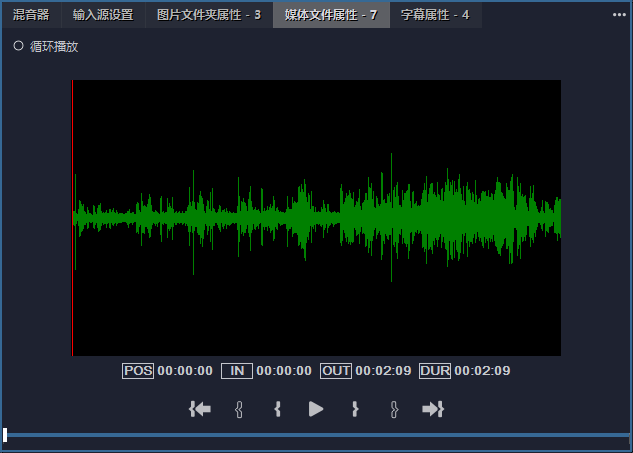 混音器 输入源设置 图片文件夹属性 - 3 媒体文件属性 - 7 字幕属性 - 4
循环播放
POS 00:00:00 IN 00:00:00 OUT 00:02:09 DUR 00:02:09